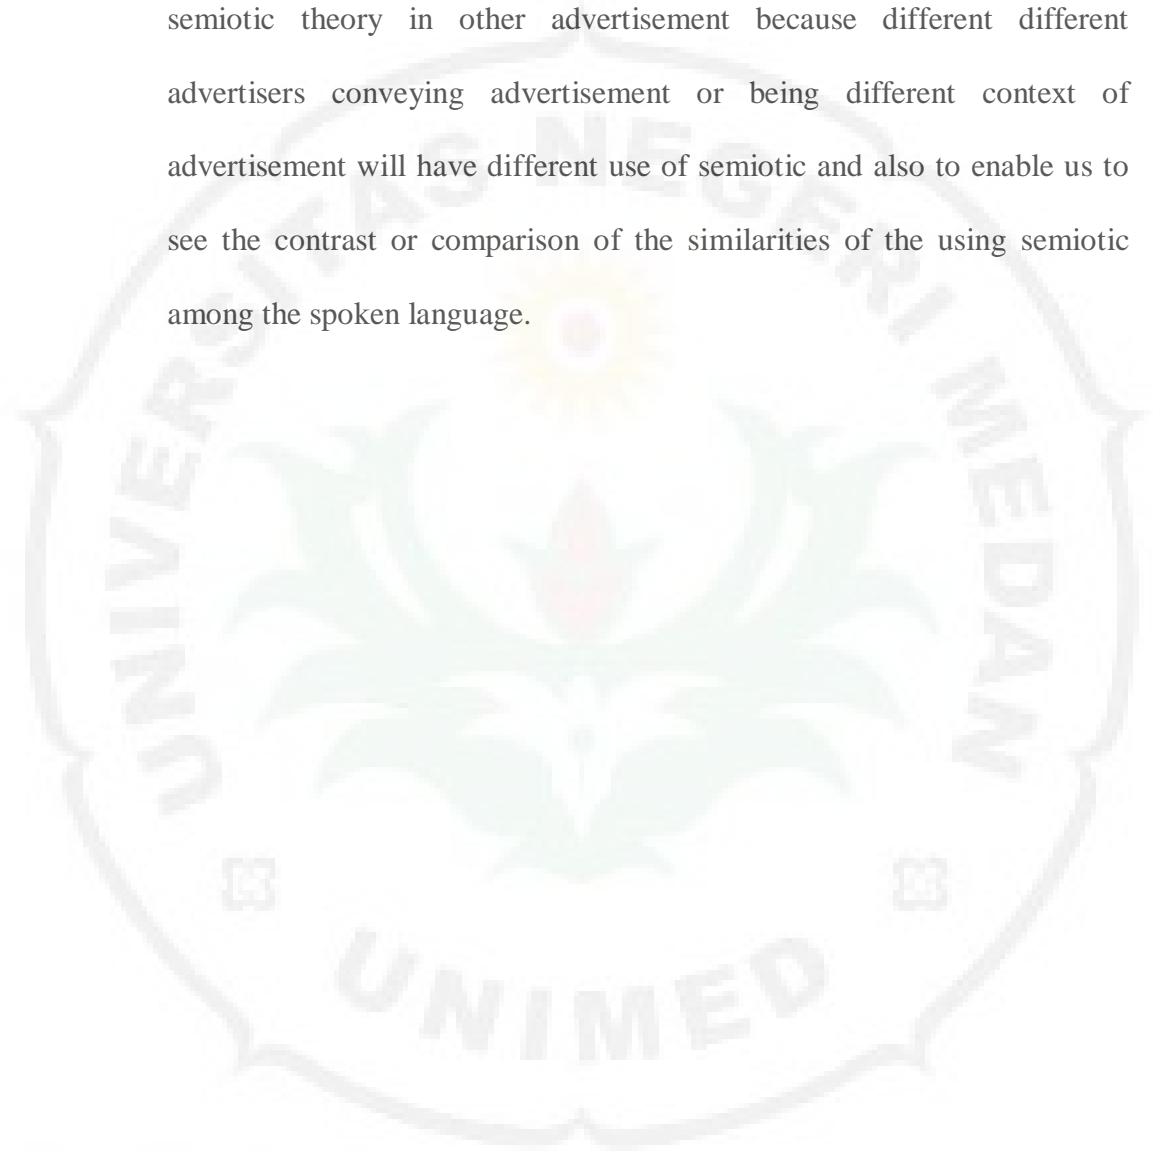 semiotic theory in other advertisement because different different
advertisers conveying advertisement or being different context of
advertisement will have different use of semiotic and also to enable us to
see the contrast or comparison of the similarities of the using semiotic
among the spoken language.
UNIVERSITAS NEGERI MEDAN
UNIMED